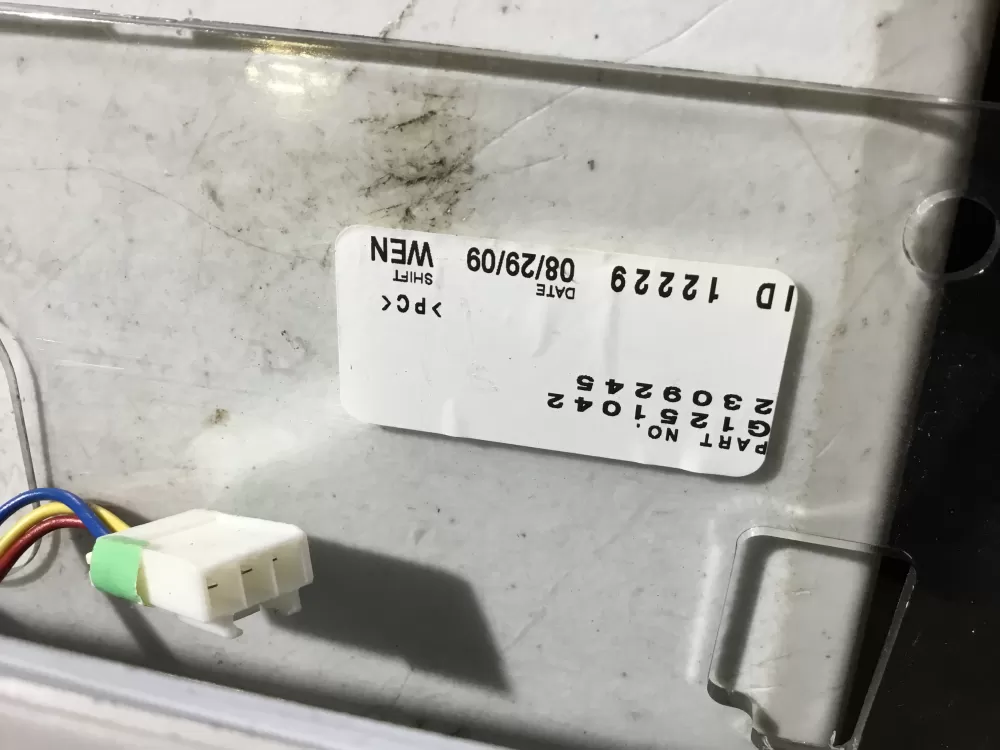 PART NO.
G1251042
2309245
>PC<
DATE SHIFT
ID 12229 08/29/09 WEN